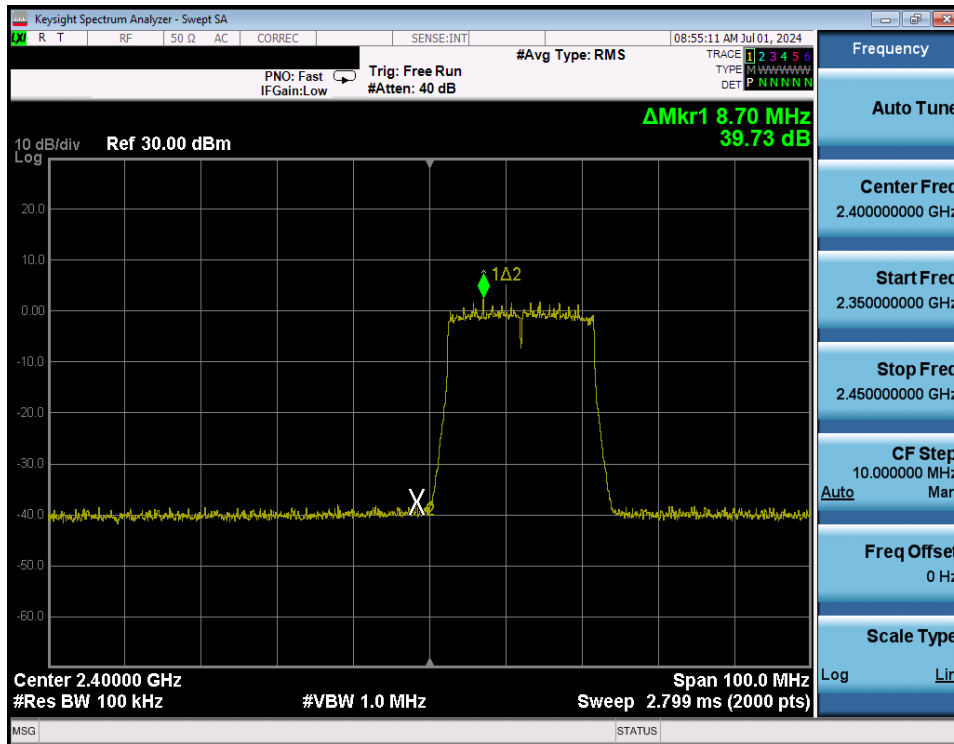 Keysight Spectrum Analyzer - Swept SA
LXI R T RF 50 Ω AC CORREC SENSE:INT 08:55:11 AM Jul 01, 2024
#Avg Type: RMS
TRACE 1 2 3 4 5 6
TYPE M W W W W W
DET P N N N N N
PNO: Fast
IFGain:Low
Trig: Free Run
#Atten: 40 dB
ΔMkr1 8.70 MHz
39.73 dB
10 dB/div
Log
Ref 30.00 dBm
20.0
10.0
0.00
-10.0
-20.0
-30.0
-40.0
-50.0
-60.0
1Δ2
X
Center 2.40000 GHz
Span 100.0 MHz
#Res BW 100 kHz
#VBW 1.0 MHz
Sweep 2.799 ms (2000 pts)
MSG
STATUS
Frequency
Auto Tune
Center Freq
2.400000000 GHz
Start Freq
2.350000000 GHz
Stop Freq
2.450000000 GHz
CF Step
10.000000 MHz
Auto Man
Freq Offset
0 Hz
Scale Type
Log Lin